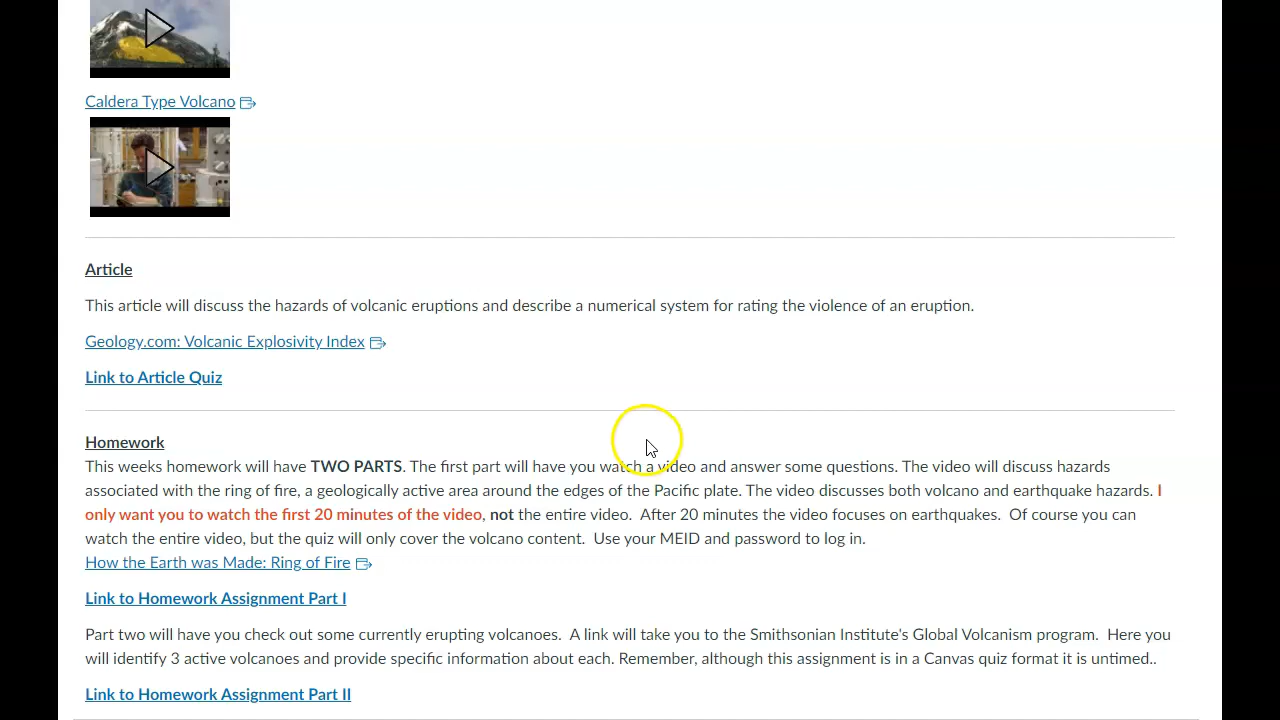 Caldera Type Volcano
Article
This article will discuss the hazards of volcanic eruptions and describe a numerical system for rating the violence of an eruption.
Geology.com: Volcanic Explosivity Index
Link to Article Quiz
Homework
This weeks homework will have TWO PARTS. The first part will have you watch a video and answer some questions. The video will discuss hazards
associated with the ring of fire, a geologically active area around the edges of the Pacific plate. The video discusses both volcano and earthquake hazards. I
only want you to watch the first 20 minutes of the video, not the entire video.  After 20 minutes the video focuses on earthquakes.  Of course you can
watch the entire video, but the quiz will only cover the volcano content.  Use your MEID and password to log in.
How the Earth was Made: Ring of Fire
Link to Homework Assignment Part I
Part two will have you check out some currently erupting volcanoes.  A link will take you to the Smithsonian Institute's Global Volcanism program.  Here you
will identify 3 active volcanoes and provide specific information about each. Remember, although this assignment is in a Canvas quiz format it is untimed..
Link to Homework Assignment Part II